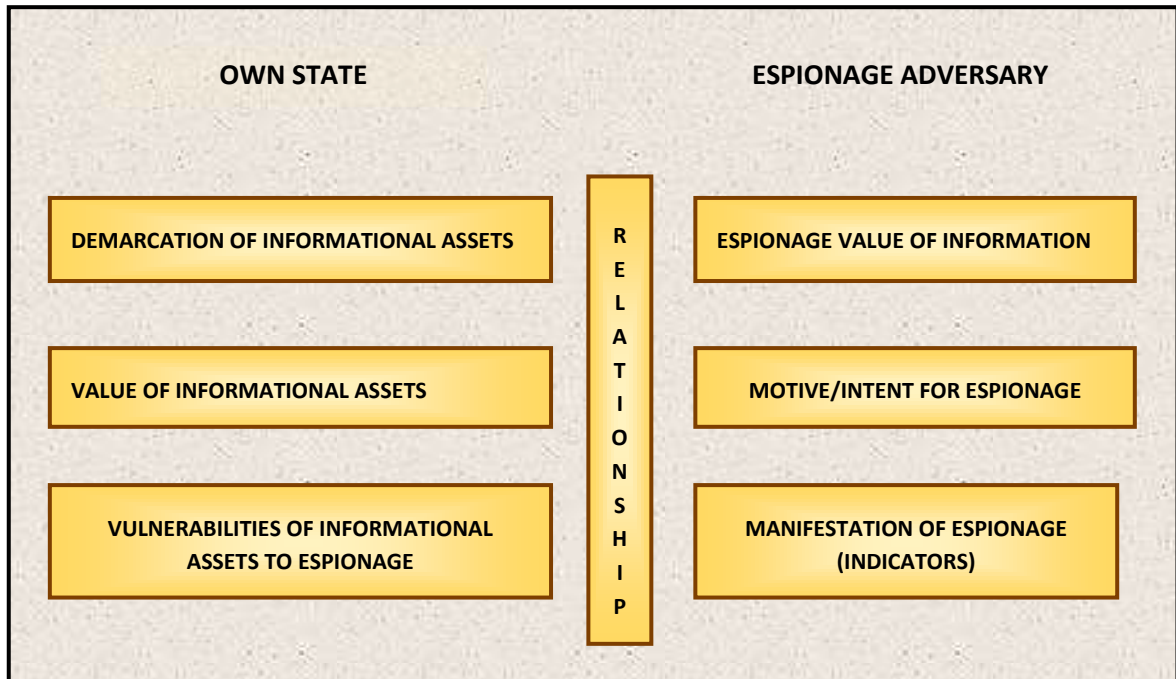 OWN STATE
ESPIONAGE ADVERSARY
DEMARCATION OF INFORMATIONAL ASSETS
VALUE OF INFORMATIONAL ASSETS
VULNERABILITIES OF INFORMATIONAL
ASSETS TO ESPIONAGE
R
E
L
A
T
I
O
N
S
H
I
P
ESPIONAGE VALUE OF INFORMATION
MOTIVE/INTENT FOR ESPIONAGE
MANIFESTATION OF ESPIONAGE
(INDICATORS)